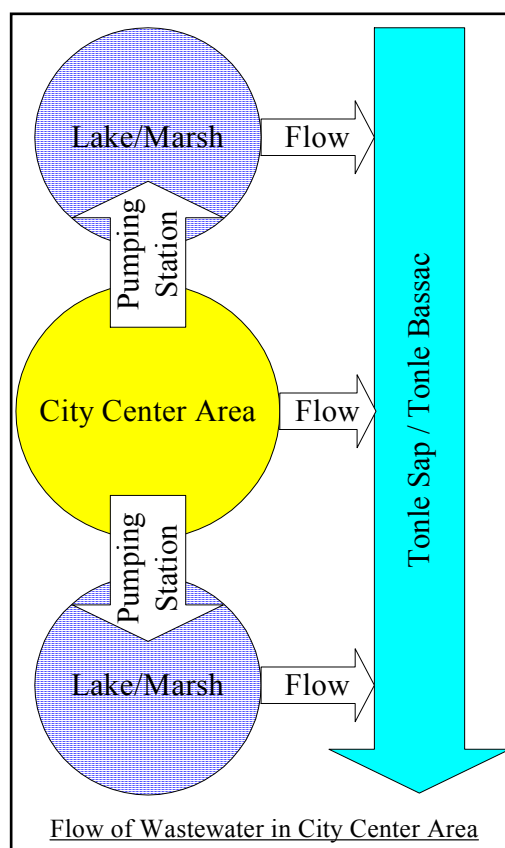 Lake/Marsh
Flow
Pumping
Station
City Center Area
Flow
Pumping
Station
Lake/Marsh
Flow
Tonle Sap / Tonle Bassac
Flow of Wastewater in City Center Area